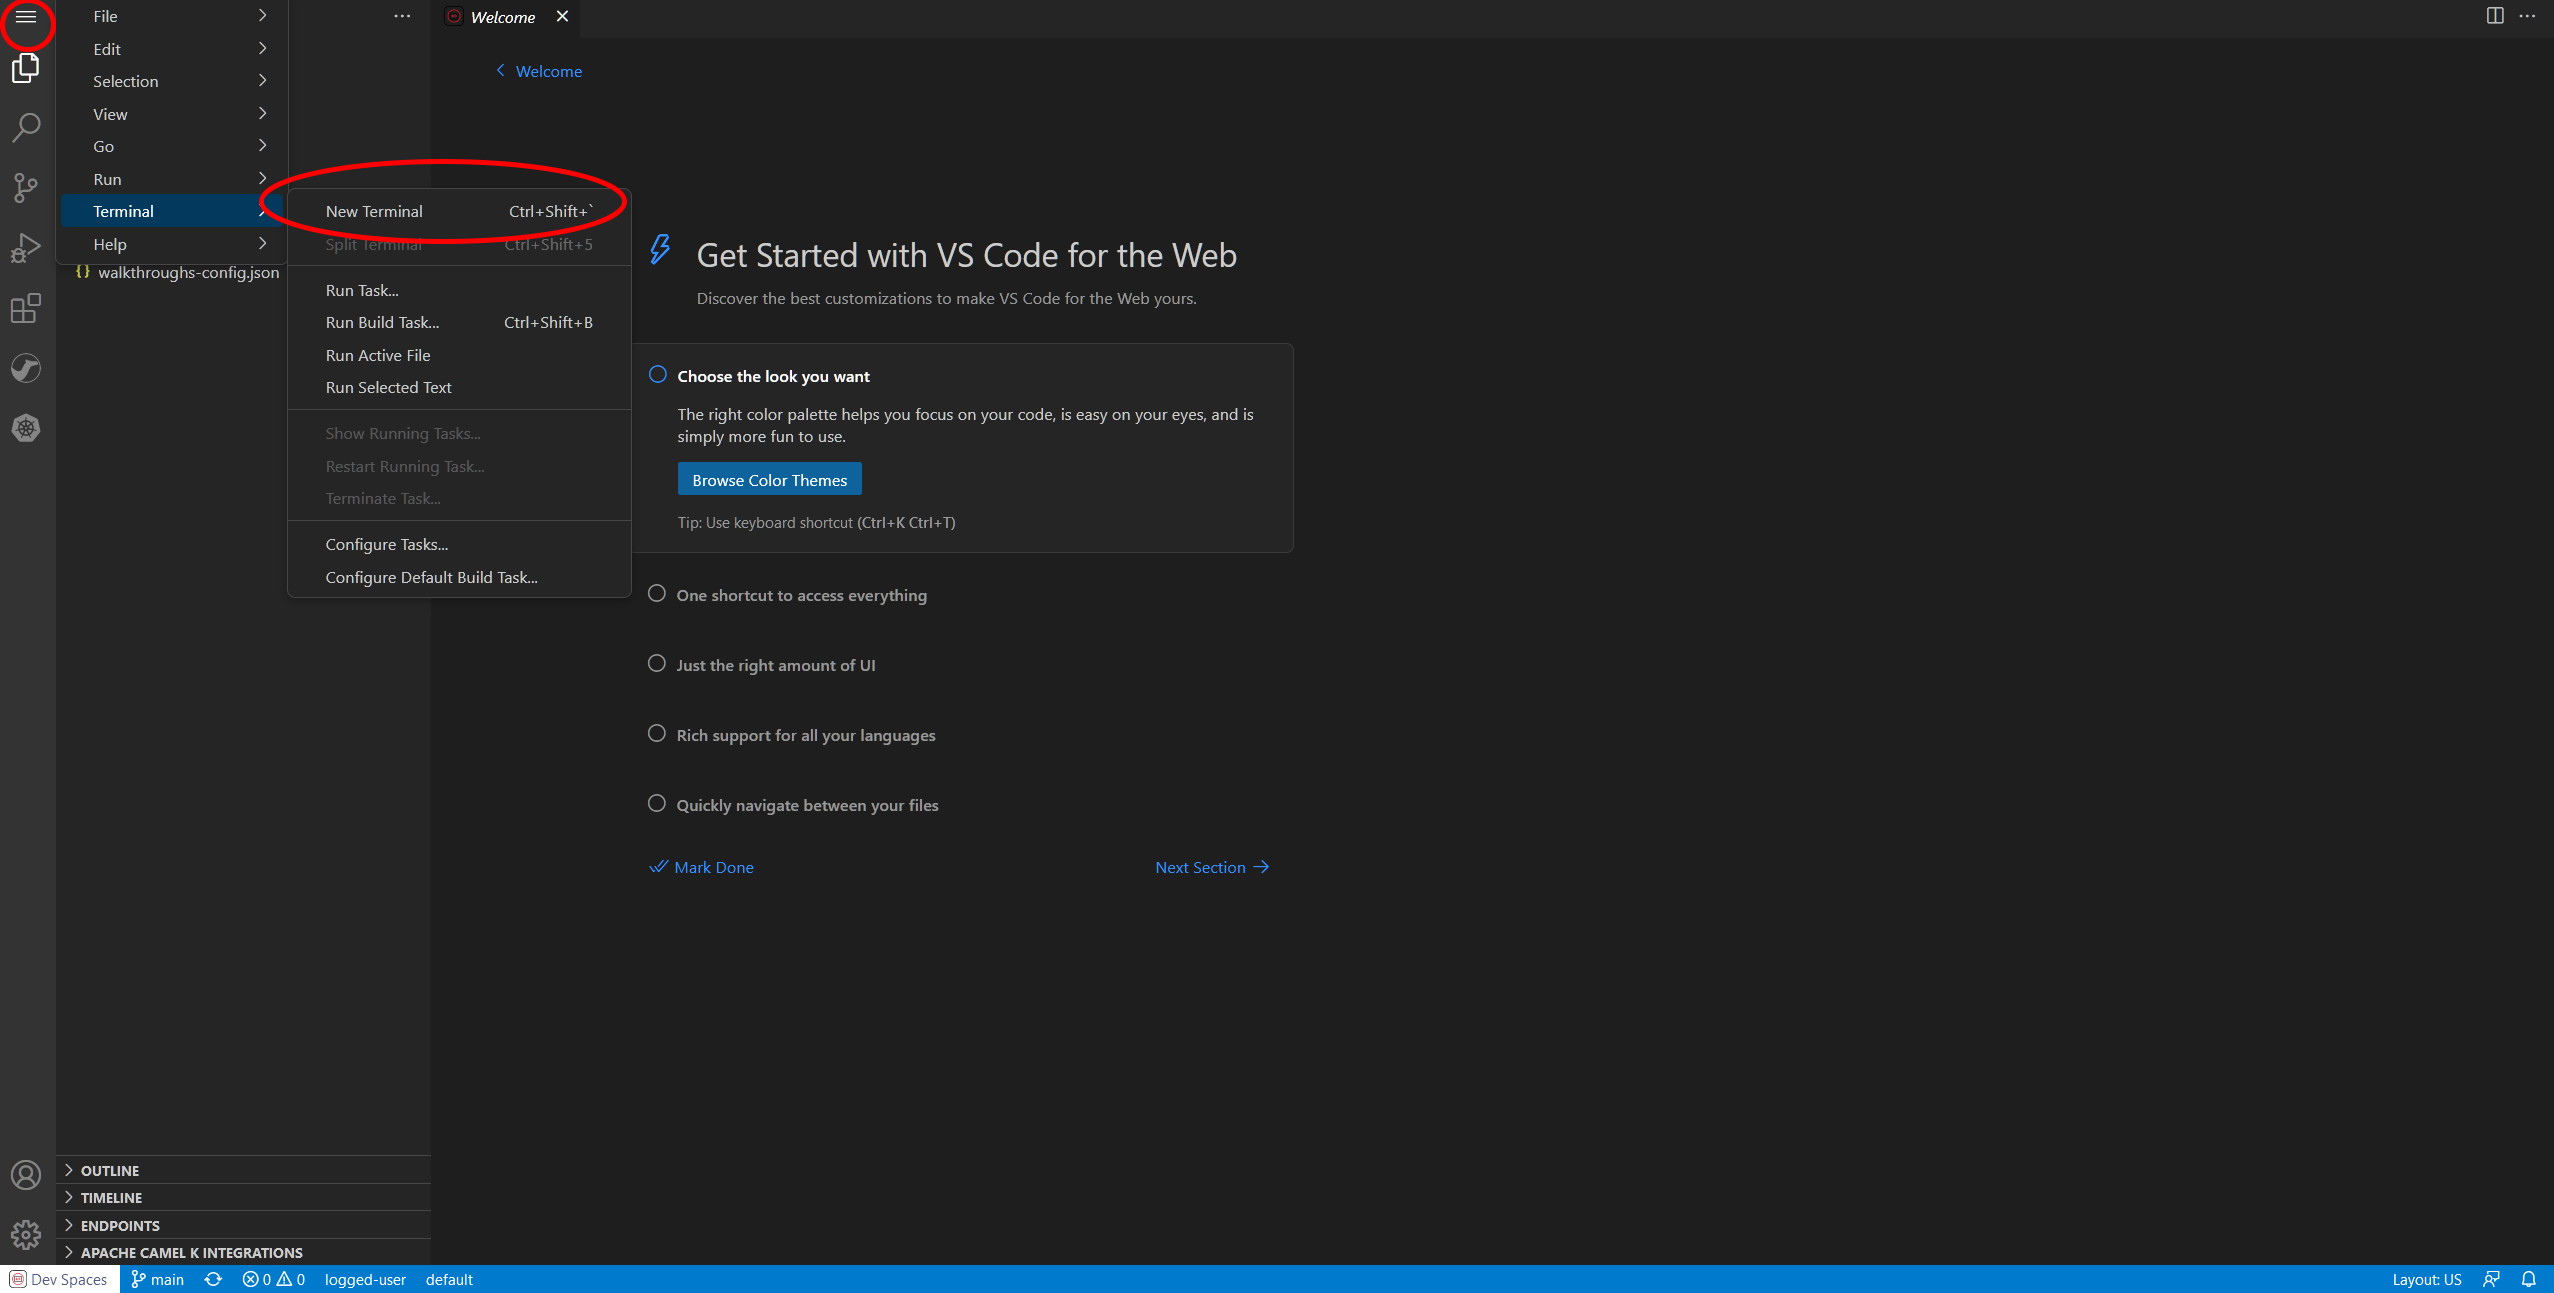 File
Edit
Selection
View
Go
Run
Terminal
Help
walkthroughs-config.json
New Terminal Ctrl+Shift+`
Split Terminal Ctrl+Shift+5
Run Task...
Run Build Task... Ctrl+Shift+B
Run Active File
Run Selected Text
Show Running Tasks...
Restart Running Task...
Terminate Task...
Configure Tasks...
Configure Default Build Task...
Welcome
Welcome
Get Started with VS Code for the Web
Discover the best customizations to make VS Code for the Web yours.
Choose the look you want
The right color palette helps you focus on your code, is easy on your eyes, and is
simply more fun to use.
Browse Color Themes
Tip: Use keyboard shortcut (Ctrl+K Ctrl+T)
One shortcut to access everything
Just the right amount of UI
Rich support for all your languages
Quickly navigate between your files
Mark Done Next Section
OUTLINE
TIMELINE
ENDPOINTS
APACHE CAMEL K INTEGRATIONS
Dev Spaces main 0 0 logged-user default Layout: US